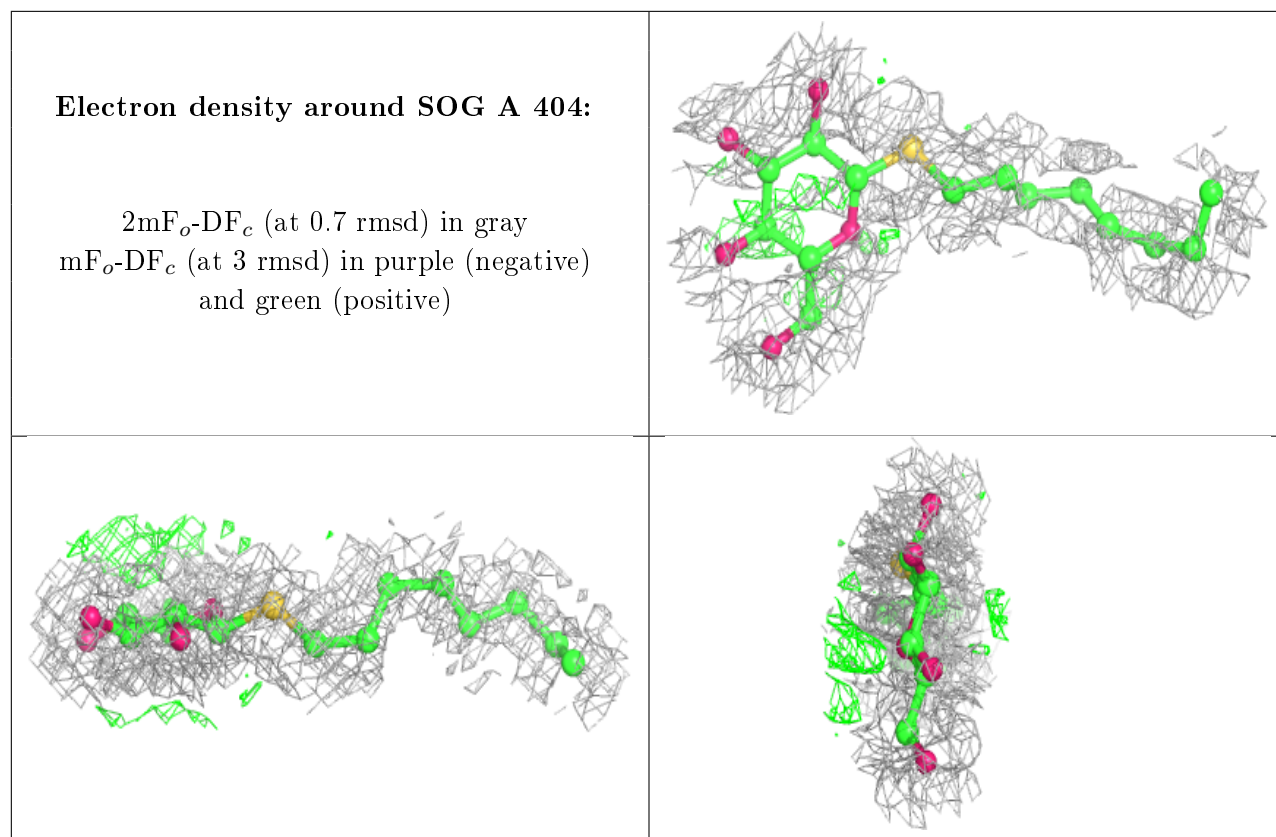 Electron density around SOG A 404:
2mFₒ-DF𝒸 (at 0.7 rmsd) in gray
mFₒ-DF𝒸 (at 3 rmsd) in purple (negative)
and green (positive)